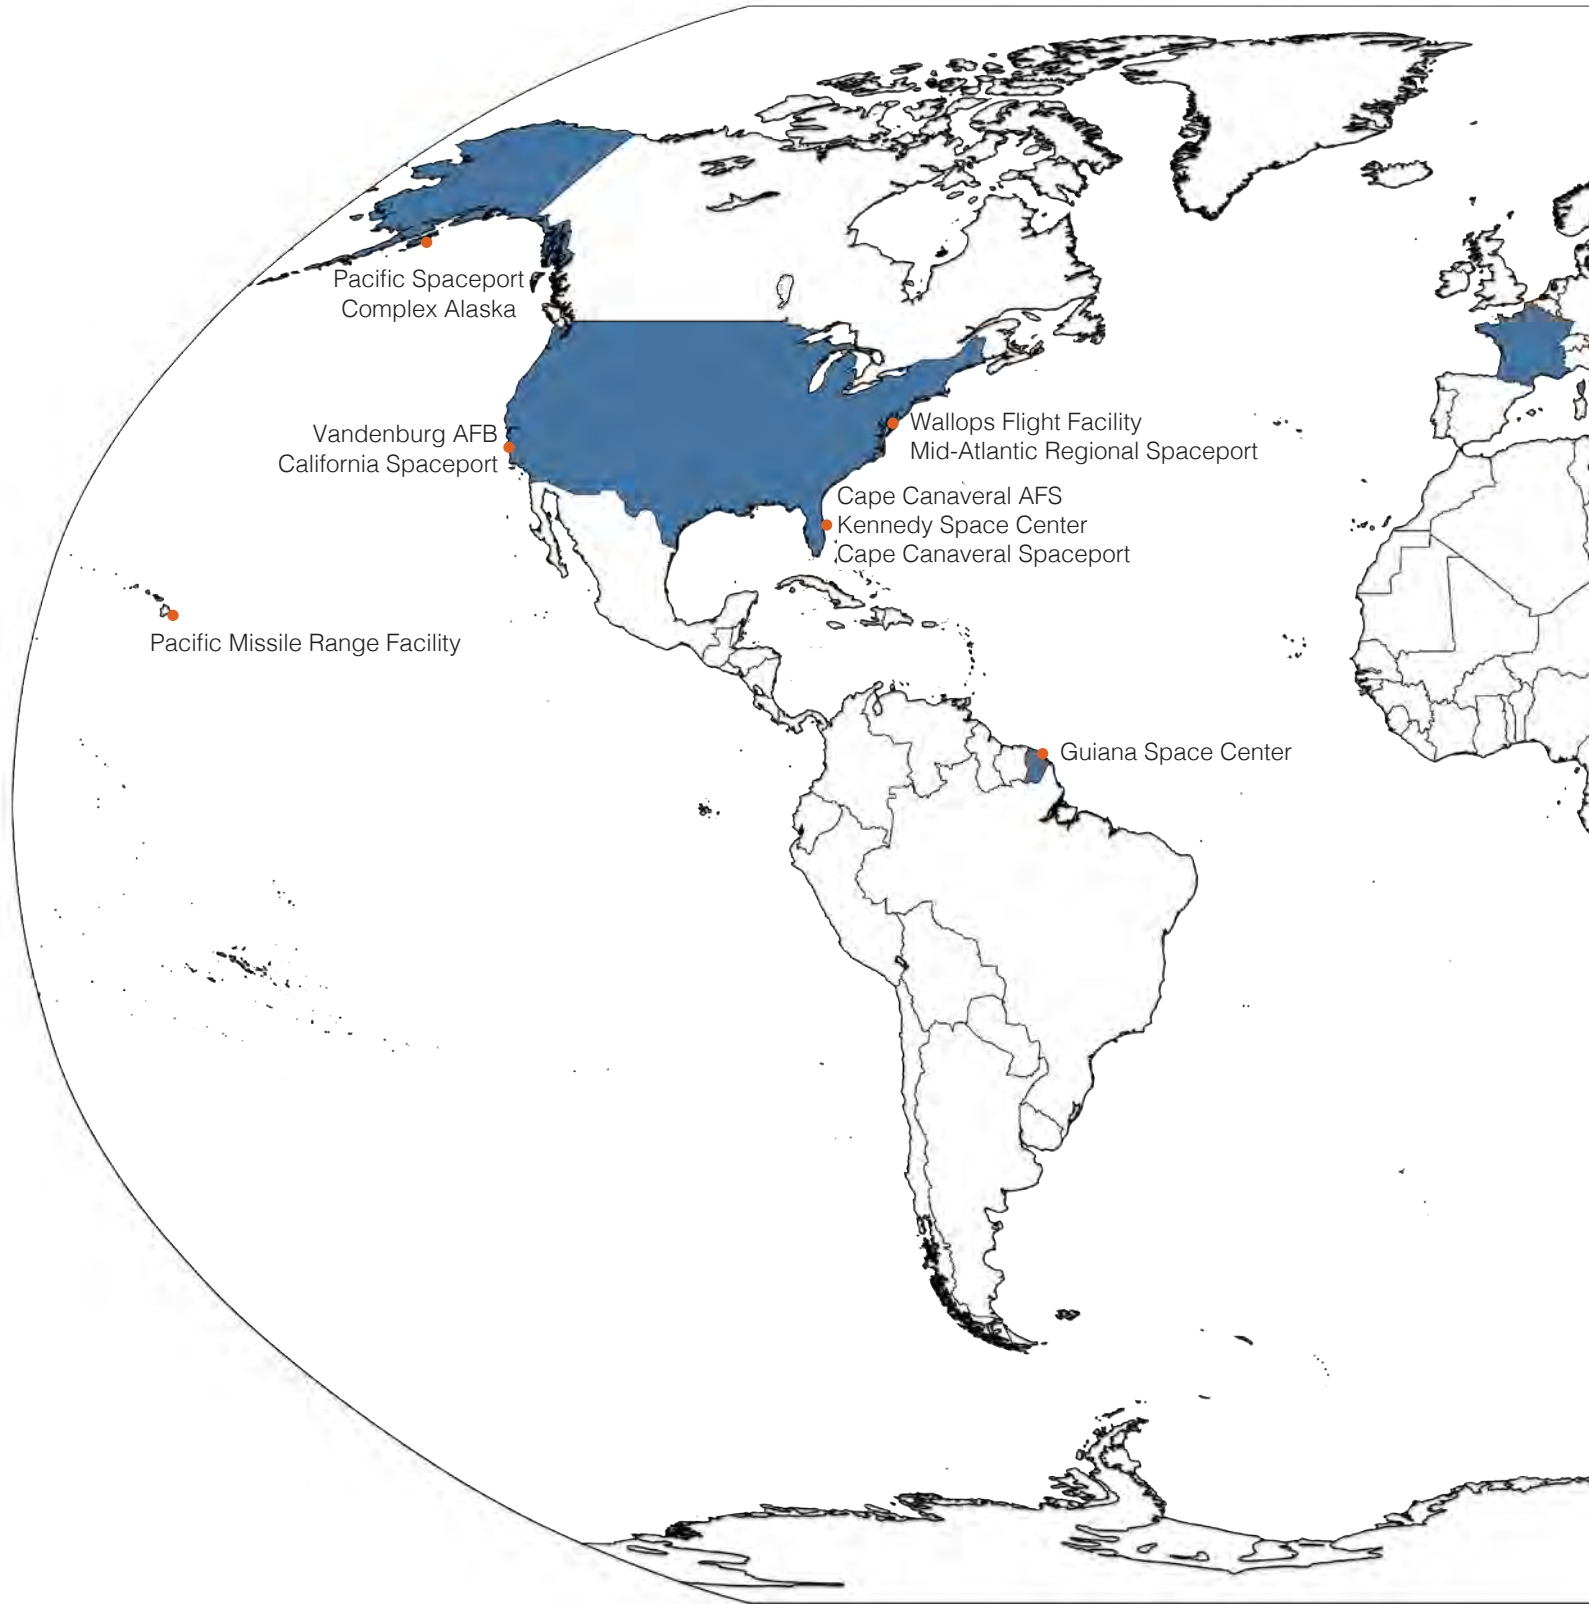 Pacific Spaceport
Complex Alaska
Vandenburg AFB
California Spaceport
Wallops Flight Facility
Mid-Atlantic Regional Spaceport
Cape Canaveral AFS
Kennedy Space Center
Cape Canaveral Spaceport
Pacific Missile Range Facility
Guiana Space Center